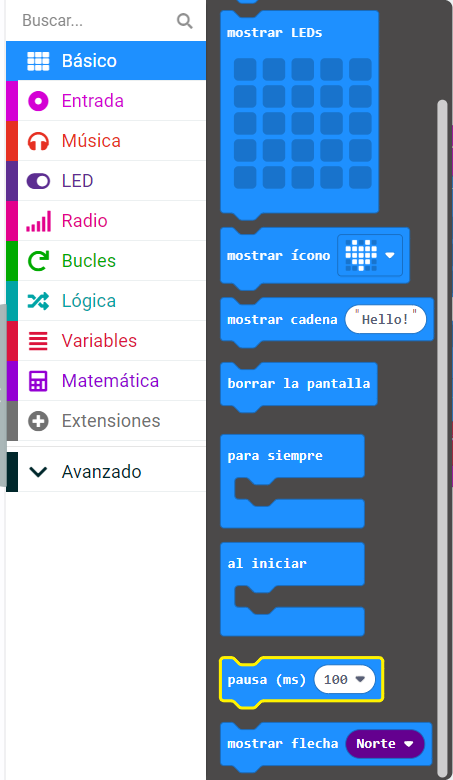 Buscar...
Básico
Entrada
Música
LED
Radio
Bucles
Lógica
Variables
Matemática
Extensiones
Avanzado
mostrar LEDs
mostrar ícono
mostrar cadena "Hello!"
borrar la pantalla
para siempre
al iniciar
pausa (ms) 100
mostrar flecha Norte